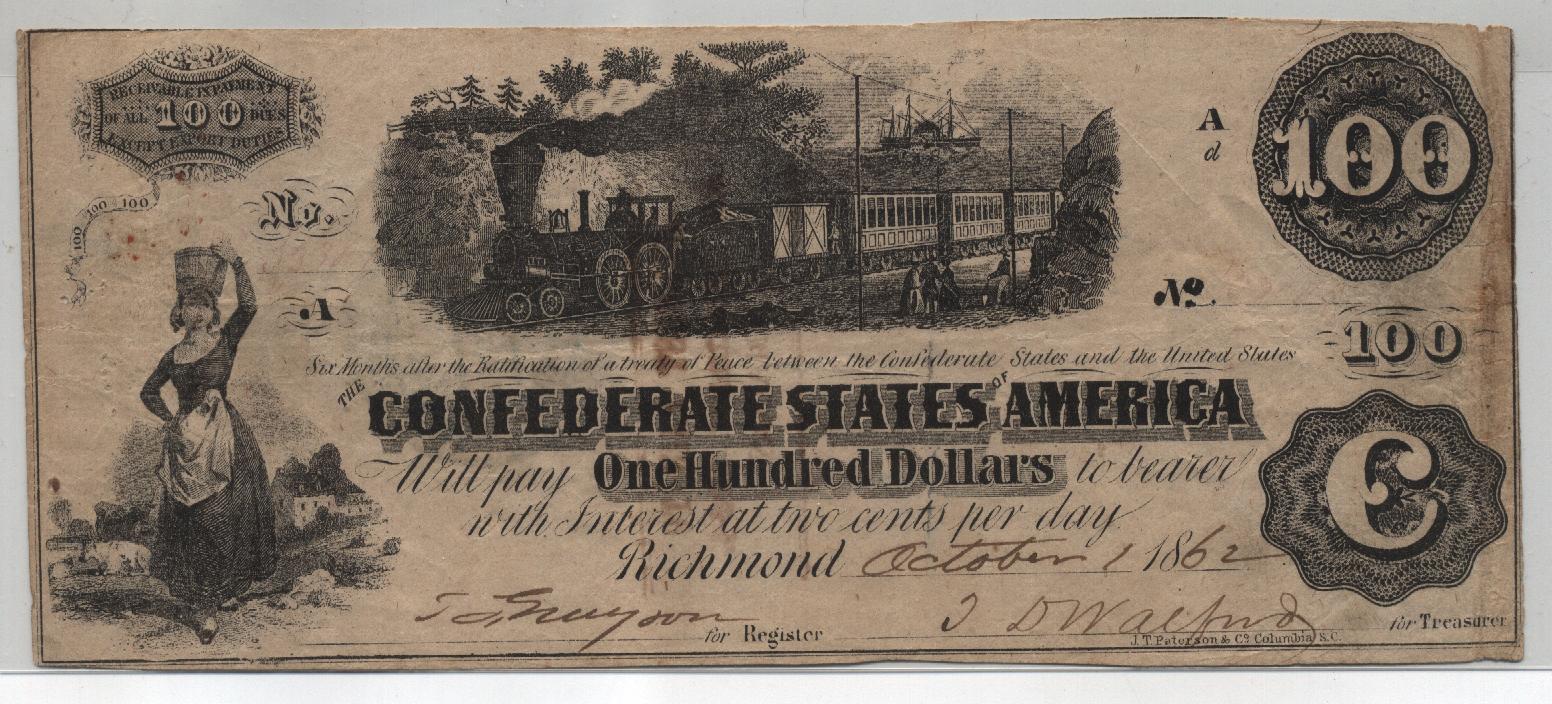 RECEIVABLE IN PAYMENT
OF ALL 100 DUES
EXCEPT EXPORT DUTIES
100 100 100
No.
A
A
d
100
No.
100
Six Months after the Ratification of a treaty of Peace between the Confederate States and the United States
THE CONFEDERATE STATES OF AMERICA
Will pay One Hundred Dollars to bearer
with Interest at two cents per day
Richmond October 1 1862
C
for Register
for Treasurer
J.T. Paterson & Co. Columbia S.C.